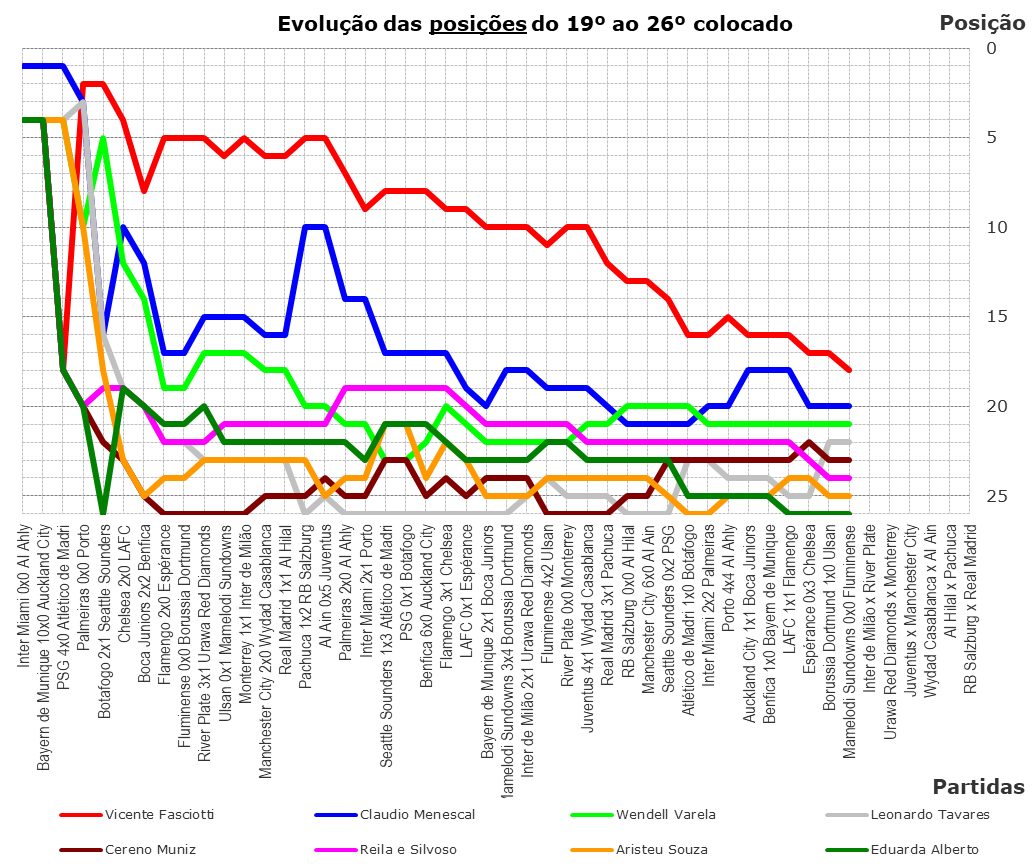 Evolução das posições do 19º ao 26º colocado
Posição
0
5
10
15
20
25
Inter Miami 0x0 Al Ahly
Bayern de Munique 10x0 Auckland City
PSG 4x0 Atlético de Madri
Palmeiras 0x0 Porto
Botafogo 2x1 Seattle Sounders
Chelsea 2x0 LAFC
Boca Juniors 2x2 Benfica
Flamengo 2x0 Espérance
Fluminense 0x0 Borussia Dortmund
River Plate 3x1 Urawa Red Diamonds
Ulsan 0x1 Mamelodi Sundowns
Monterrey 1x1 Inter de Milão
Manchester City 2x0 Wydad Casablanca
Real Madrid 1x1 Al Hilal
Pachuca 1x2 RB Salzburg
Al Ain 0x5 Juventus
Palmeiras 2x0 Al Ahly
Inter Miami 2x1 Porto
Seattle Sounders 1x3 Atlético de Madri
PSG 0x1 Botafogo
Benfica 6x0 Auckland City
Flamengo 3x1 Chelsea
LAFC 0x1 Espérance
Bayern de Munique 2x1 Boca Juniors
Mamelodi Sundowns 3x4 Borussia Dortmund
Inter de Milão 2x1 Urawa Red Diamonds
Fluminense 4x2 Ulsan
River Plate 0x0 Monterrey
Juventus 4x1 Wydad Casablanca
Real Madrid 3x1 Pachuca
RB Salzburg 0x0 Al Hilal
Manchester City 6x0 Al Ain
Seattle Sounders 0x2 PSG
Atlético de Madri 1x0 Botafogo
Inter Miami 2x2 Palmeiras
Porto 4x4 Al Ahly
Auckland City 1x1 Boca Juniors
Benfica 1x0 Bayern de Munique
LAFC 1x1 Flamengo
Espérance 0x3 Chelsea
Borussia Dortmund 1x0 Ulsan
Mamelodi Sundowns 0x0 Fluminense
Inter de Milão x River Plate
Urawa Red Diamonds x Monterrey
Juventus x Manchester City
Wydad Casablanca x Al Ain
Al Hilal x Pachuca
RB Salzburg x Real Madrid
Partidas
Vicente Fasciotti
Claudio Menescal
Wendell Varela
Leonardo Tavares
Cereno Muniz
Reila e Silvoso
Aristeu Souza
Eduarda Alberto